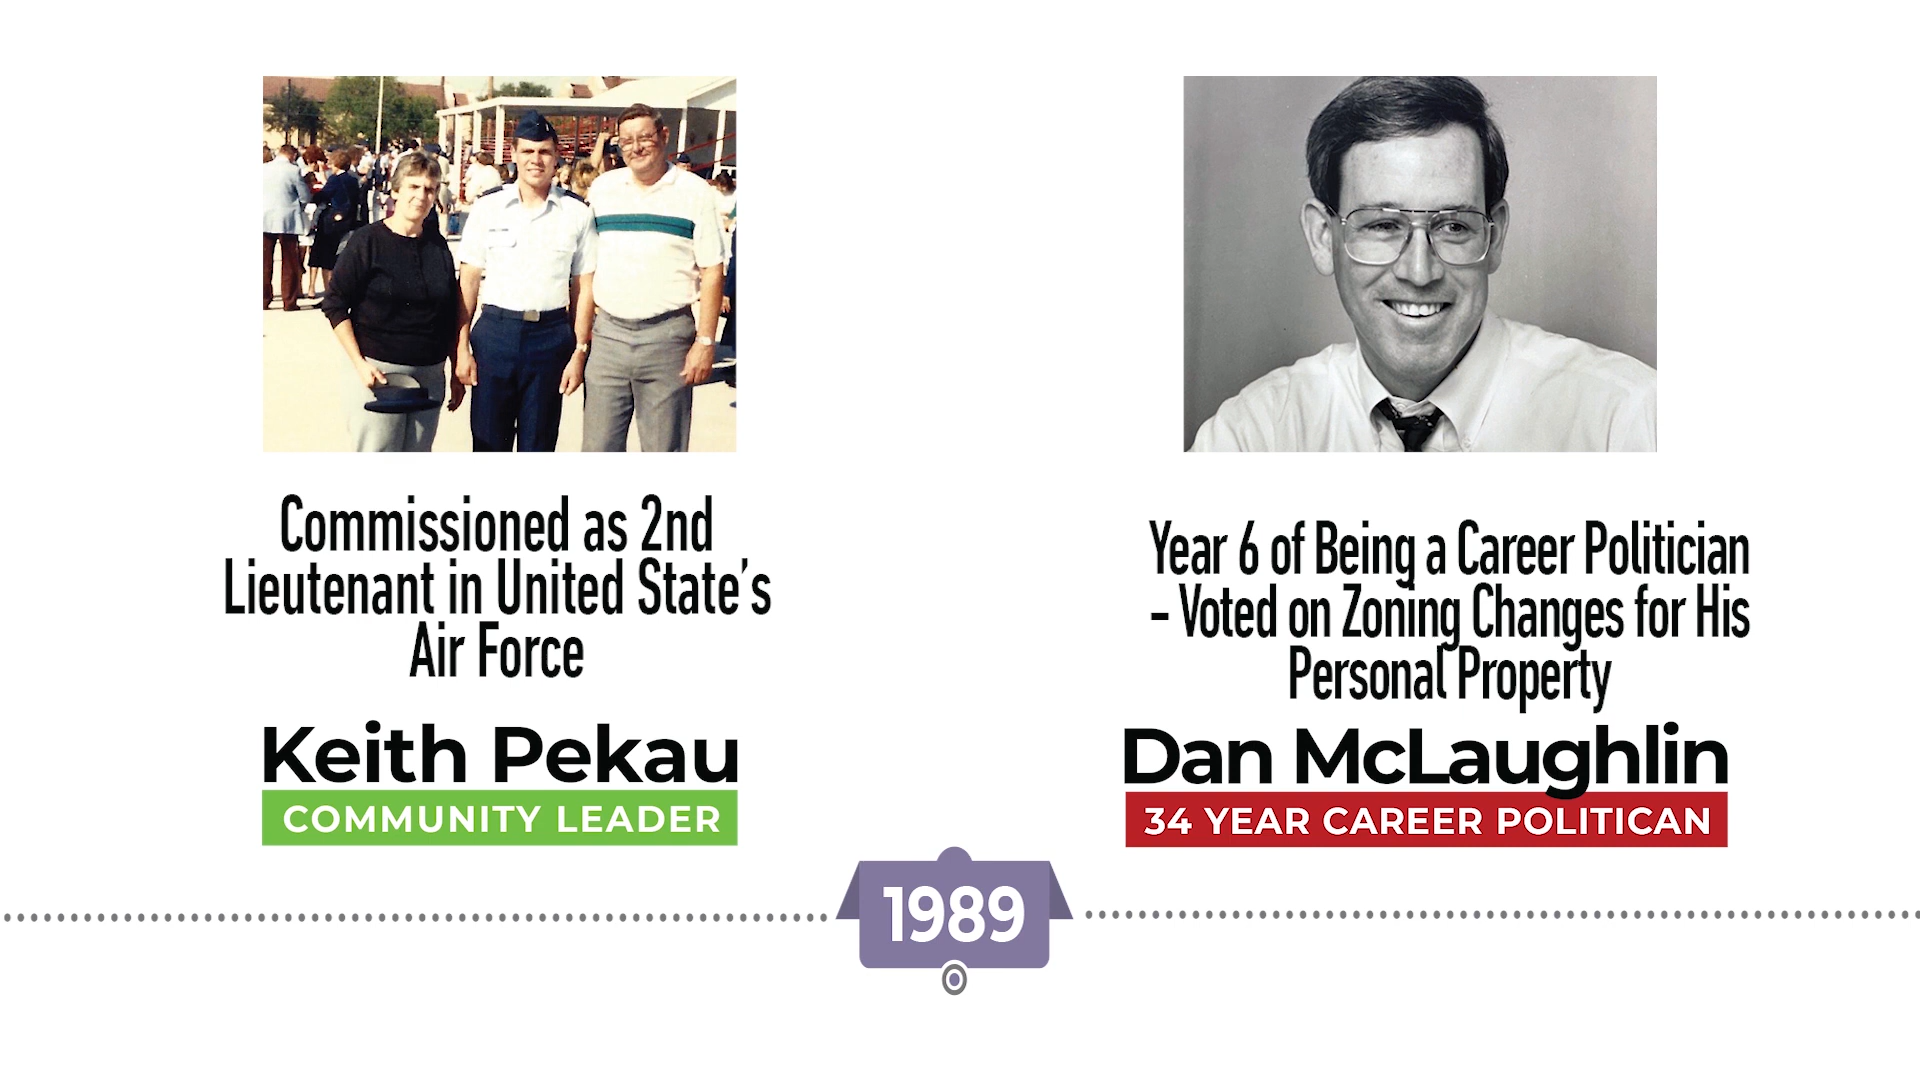 Commissioned as 2nd
Lieutenant in United State's
Air Force
Keith Pekau
COMMUNITY LEADER
Year 6 of Being a Career Politician
- Voted on Zoning Changes for His
Personal Property
Dan McLaughlin
34 YEAR CAREER POLITICAN
1989